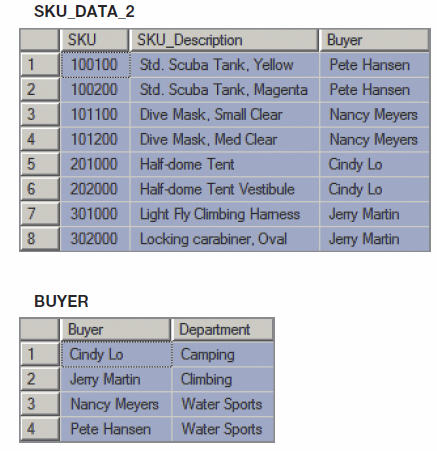 SKU_DATA_2
SKU SKU_Description Buyer
1 100100 Std. Scuba Tank, Yellow Pete Hansen
2 100200 Std. Scuba Tank, Magenta Pete Hansen
3 101100 Dive Mask, Small Clear Nancy Meyers
4 101200 Dive Mask, Med Clear Nancy Meyers
5 201000 Half-dome Tent Cindy Lo
6 202000 Half-dome Tent Vestibule Cindy Lo
7 301000 Light Fly Climbing Harness Jerry Martin
8 302000 Locking carabiner, Oval Jerry Martin
BUYER
Buyer Department
1 Cindy Lo Camping
2 Jerry Martin Climbing
3 Nancy Meyers Water Sports
4 Pete Hansen Water Sports